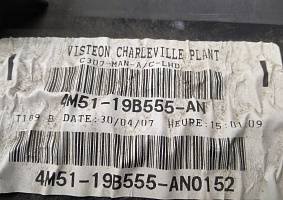 VISTEON CHARLEVILLE PLANT
C307-MAN-A/C-LHD
4M51-19B555-AN
T189 B DATE:30/04/07 HEURE:15:01:09
4M51-19B555-AN0152